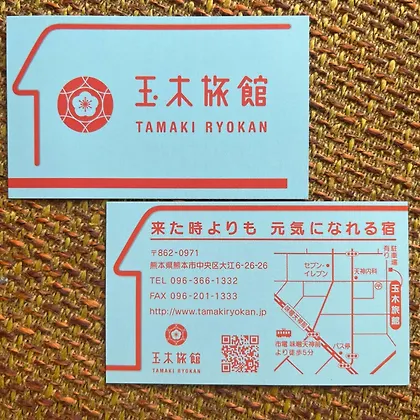 玉木旅館
TAMAKI RYOKAN
来た時よりも 元気になれる宿
〒862-0971
熊本県熊本市中央区大江6-26-26
TEL 096-366-1332
FAX 096-201-1333
http://www.tamakiryokan.jp
玉木旅館
TAMAKI RYOKAN
セブン-
イレブン
天神内科
駐車場
有り
玉木旅館
バス停
市電 味噌天神前
より徒歩5分